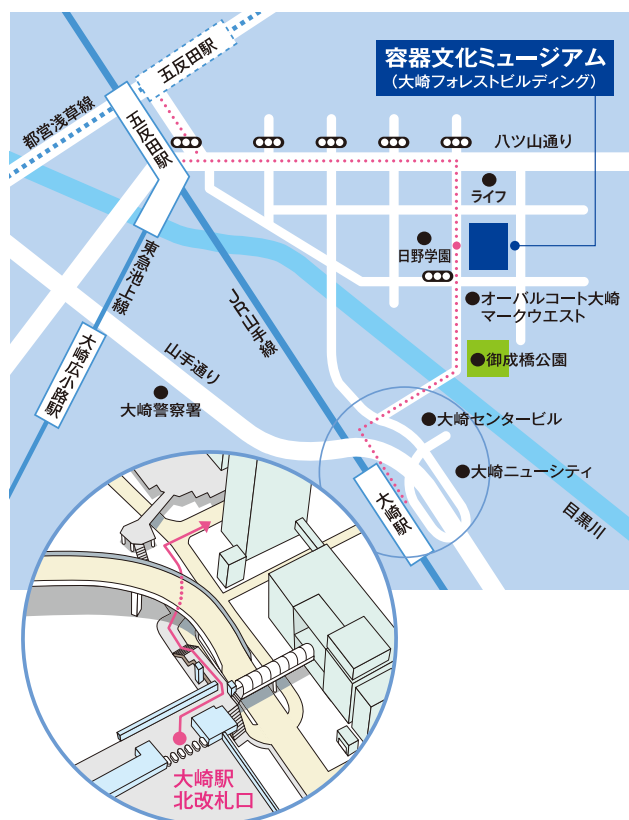 容器文化ミュージアム
(大崎フォレストビルディング)
五反田駅
都営浅草線
五反田駅
八ツ山通り
ライフ
日野学園
東急池上線
JR山手線
オーバルコート大崎
マークウエスト
大崎広小路駅
山手通り
御成橋公園
大崎警察署
大崎センタービル
大崎ニューシティ
大崎駅
目黒川
大崎駅
北改札口